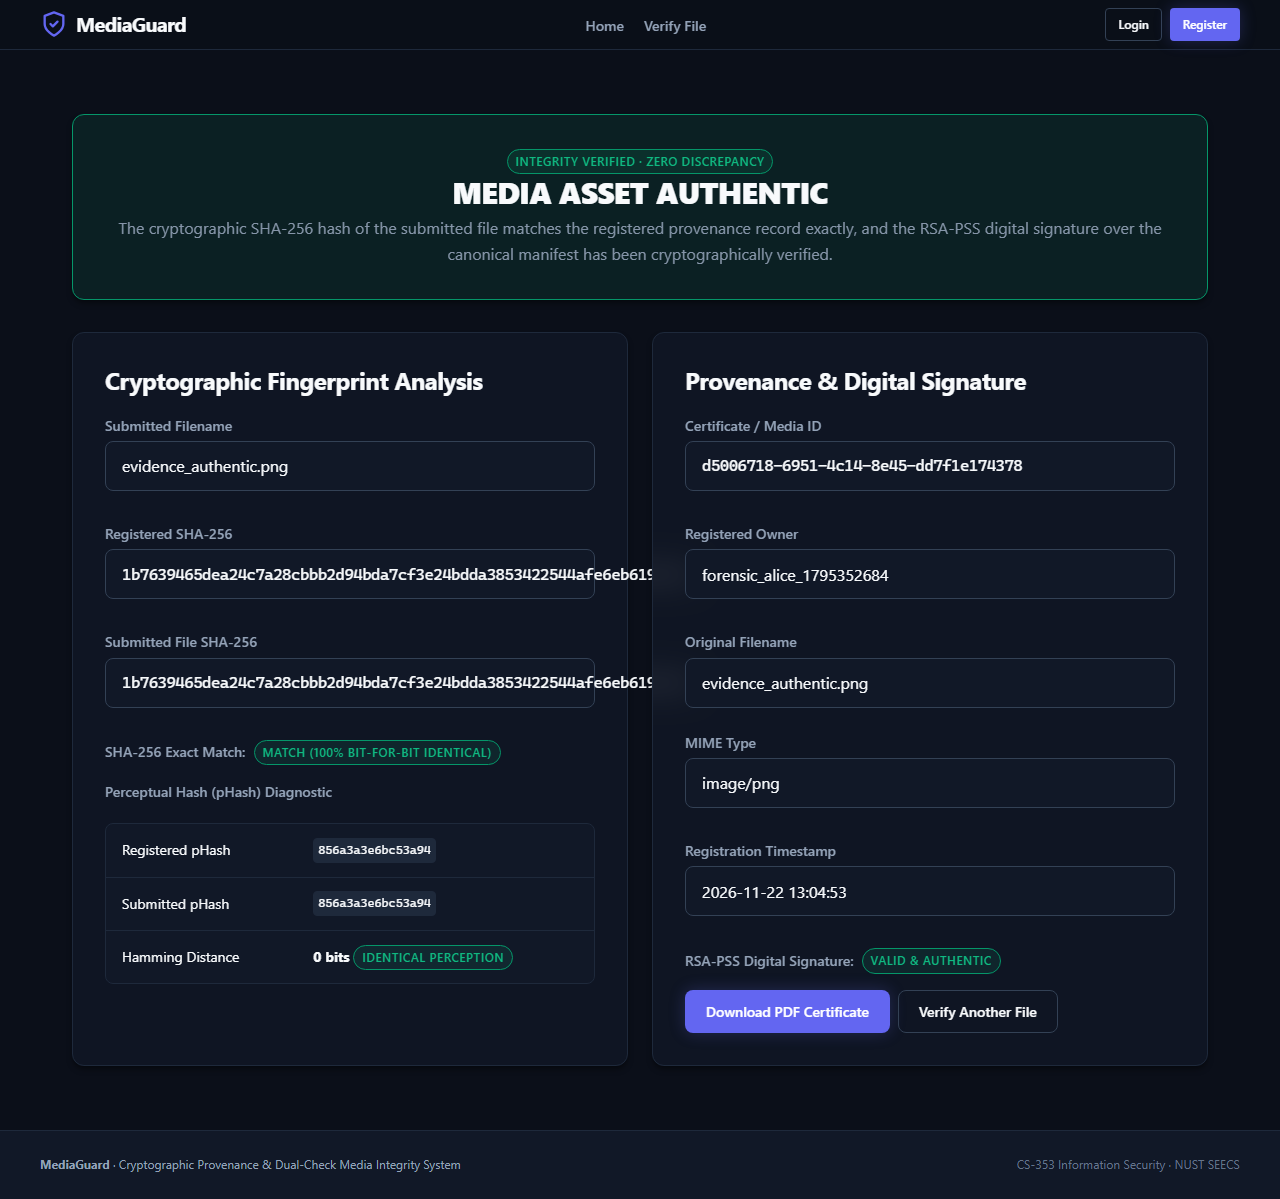 MediaGuard
Home
Verify File
Login
Register
INTEGRITY VERIFIED · ZERO DISCREPANCY
MEDIA ASSET AUTHENTIC
The cryptographic SHA-256 hash of the submitted file matches the registered provenance record exactly, and the RSA-PSS digital signature over the
canonical manifest has been cryptographically verified.
Cryptographic Fingerprint Analysis
Submitted Filename
evidence_authentic.png
Registered SHA-256
1b7639465dea24c7a28cbbb2d94bda7cf3e24bdda3853422544afe6eb619
Submitted File SHA-256
1b7639465dea24c7a28cbbb2d94bda7cf3e24bdda3853422544afe6eb619
SHA-256 Exact Match: MATCH (100% BIT-FOR-BIT IDENTICAL)
Perceptual Hash (pHash) Diagnostic
Registered pHash 856a3a3e6bc53a94
Submitted pHash 856a3a3e6bc53a94
Hamming Distance 0 bits IDENTICAL PERCEPTION
Provenance & Digital Signature
Certificate / Media ID
d5006718-6951-4c14-8e45-dd7f1e174378
Registered Owner
forensic_alice_1795352684
Original Filename
evidence_authentic.png
MIME Type
image/png
Registration Timestamp
2026-11-22 13:04:53
RSA-PSS Digital Signature: VALID & AUTHENTIC
Download PDF Certificate
Verify Another File
MediaGuard · Cryptographic Provenance & Dual-Check Media Integrity System
CS-353 Information Security · NUST SEECS